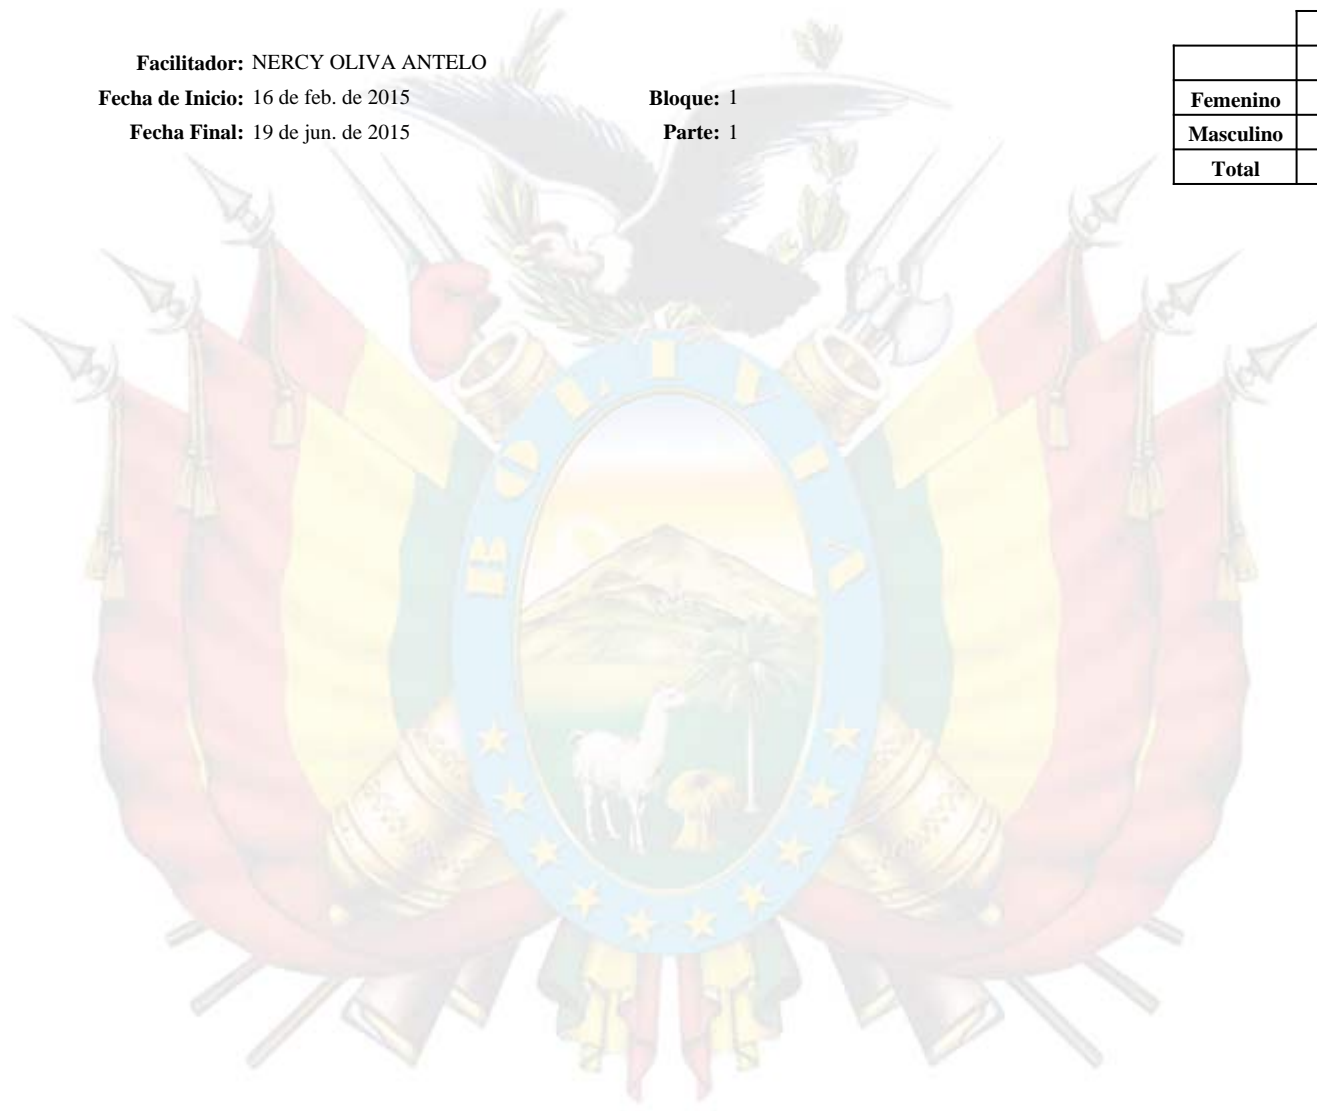 Facilitador: NERCY OLIVA ANTELO
Fecha de Inicio: 16 de feb. de 2015 Bloque: 1
Fecha Final: 19 de jun. de 2015 Parte: 1
Femenino
Masculino
Total
BOLIVIA